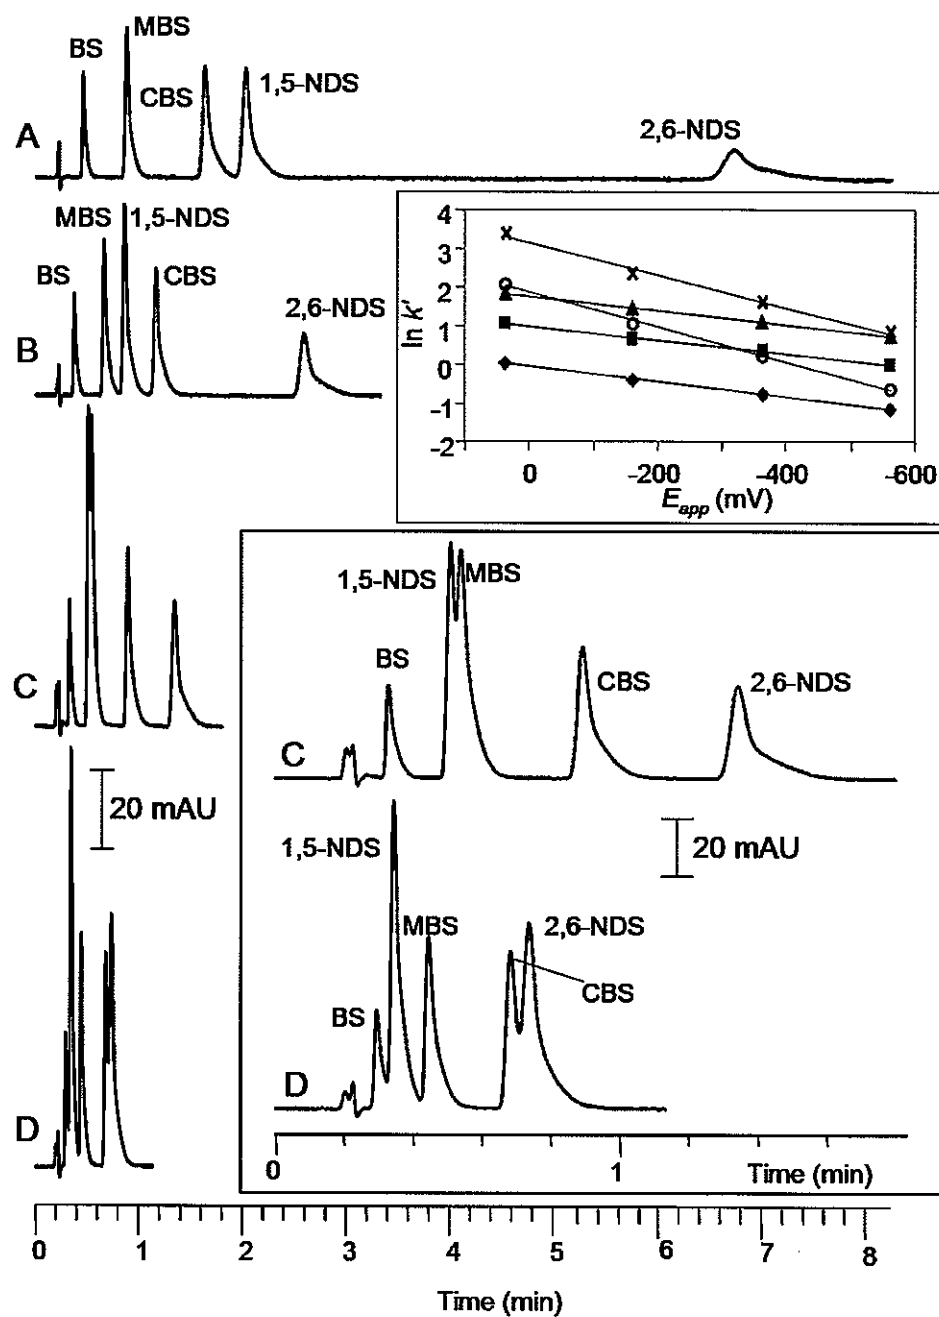 MBS
BS
CBS
1,5-NDS
A
2,6-NDS
MBS
1,5-NDS
BS
CBS
2,6-NDS
B
4
3
2
1
0
-1
-2
ln k'
0 -200 -400 -600
E app (mV)
1,5-NDS
MBS
BS
CBS
2,6-NDS
C
C
20 mAU
20 mAU
1,5-NDS
MBS
2,6-NDS
CBS
BS
D
D
0 1 Time (min)
0 1 2 3 4 5 6 7 8
Time (min)